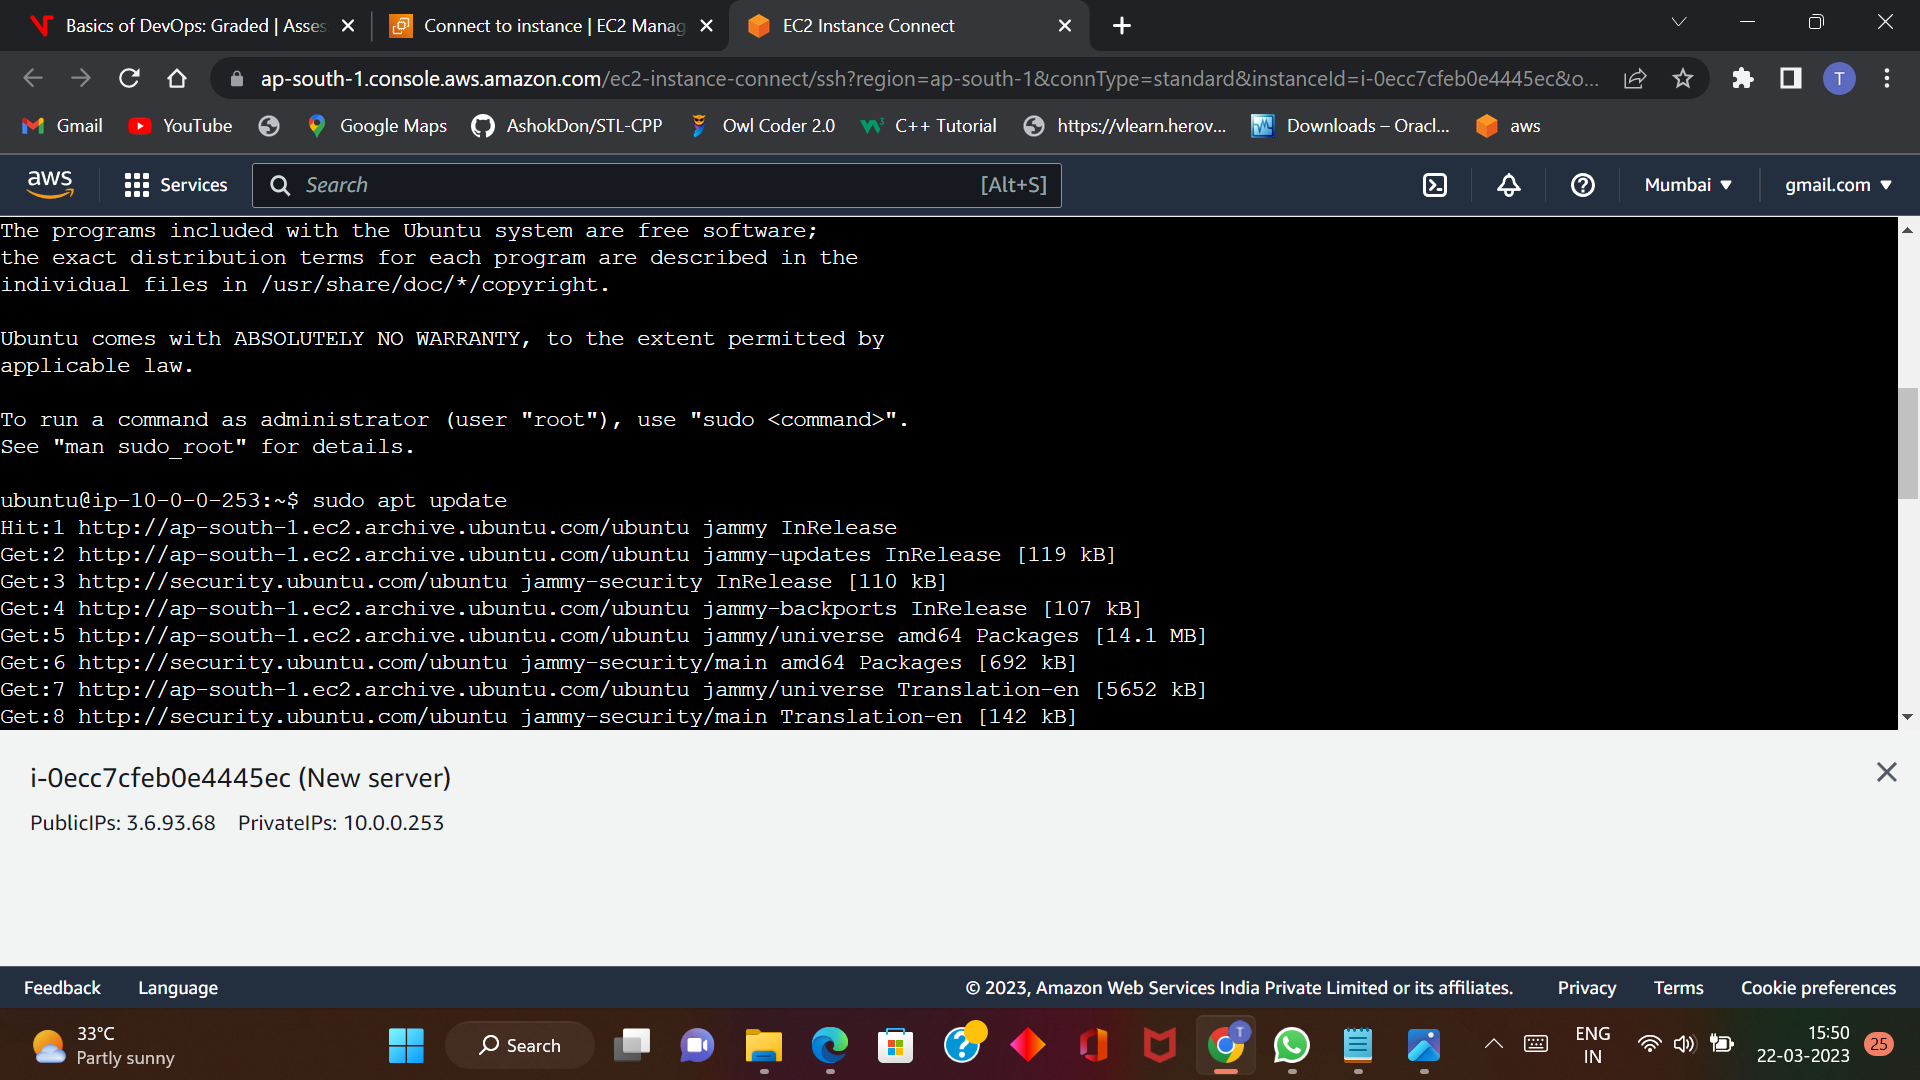 Basics of DevOps: Graded | Asses
Connect to instance | EC2 Manag
EC2 Instance Connect
ap-south-1.console.aws.amazon.com/ec2-instance-connect/ssh?region=ap-south-1&connType=standard&instanceId=i-0ecc7cfeb0e4445ec&o...
T
Gmail
YouTube
Google Maps
AshokDon/STL-CPP
Owl Coder 2.0
C++ Tutorial
https://vlearn.herov...
Downloads – Oracl...
aws
aws
Services
Search
[Alt+S]
Mumbai
gmail.com
The programs included with the Ubuntu system are free software;
the exact distribution terms for each program are described in the
individual files in /usr/share/doc/*/copyright.
Ubuntu comes with ABSOLUTELY NO WARRANTY, to the extent permitted by
applicable law.
To run a command as administrator (user "root"), use "sudo <command>".
See "man sudo_root" for details.
ubuntu@ip-10-0-0-253:~$ sudo apt update
Hit:1 http://ap-south-1.ec2.archive.ubuntu.com/ubuntu jammy InRelease
Get:2 http://ap-south-1.ec2.archive.ubuntu.com/ubuntu jammy-updates InRelease [119 kB]
Get:3 http://security.ubuntu.com/ubuntu jammy-security InRelease [110 kB]
Get:4 http://ap-south-1.ec2.archive.ubuntu.com/ubuntu jammy-backports InRelease [107 kB]
Get:5 http://ap-south-1.ec2.archive.ubuntu.com/ubuntu jammy/universe amd64 Packages [14.1 MB]
Get:6 http://security.ubuntu.com/ubuntu jammy-security/main amd64 Packages [692 kB]
Get:7 http://ap-south-1.ec2.archive.ubuntu.com/ubuntu jammy/universe Translation-en [5652 kB]
Get:8 http://security.ubuntu.com/ubuntu jammy-security/main Translation-en [142 kB]
i-0ecc7cfeb0e4445ec (New server)
PublicIPs: 3.6.93.68 PrivateIPs: 10.0.0.253
Feedback
Language
© 2023, Amazon Web Services India Private Limited or its affiliates.
Privacy
Terms
Cookie preferences
33°C
Partly sunny
Search
T
ENG
IN
15:50
22-03-2023
25